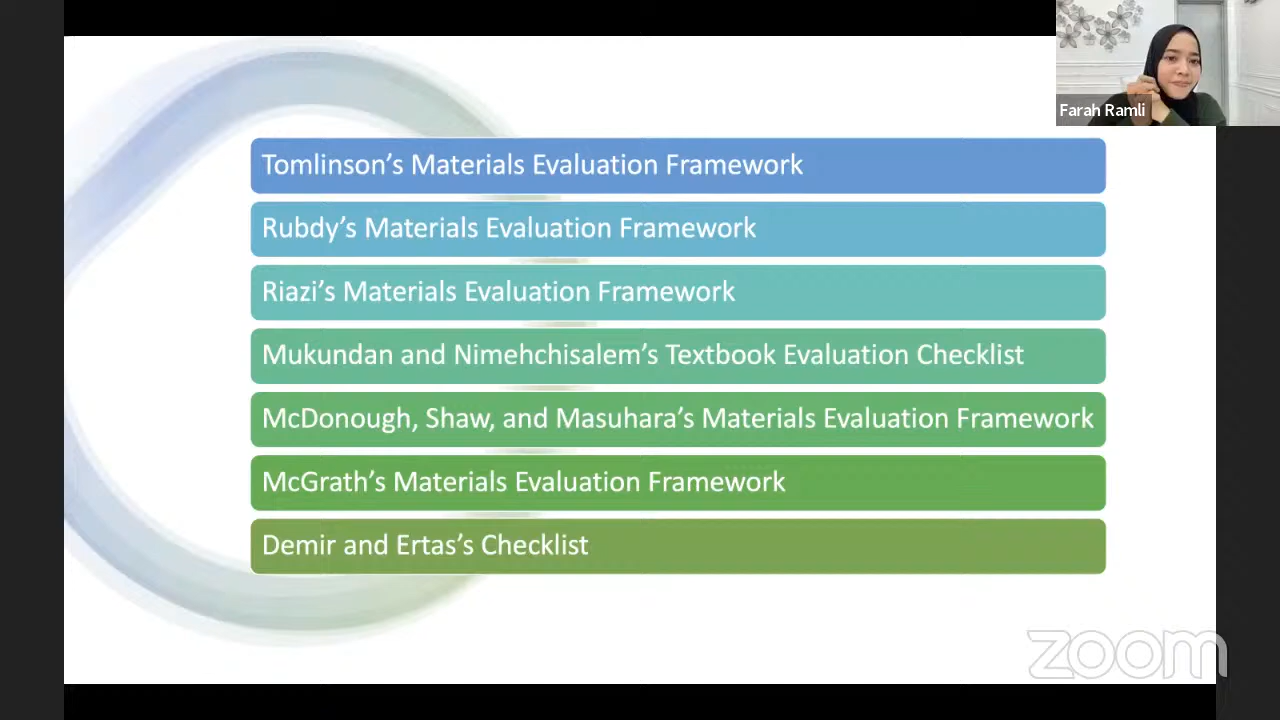 Farah Ramli
Tomlinson’s Materials Evaluation Framework
Rubdy’s Materials Evaluation Framework
Riazi’s Materials Evaluation Framework
Mukundan and Nimehchisalem’s Textbook Evaluation Checklist
McDonough, Shaw, and Masuhara’s Materials Evaluation Framework
McGrath’s Materials Evaluation Framework
Demir and Ertas’s Checklist
zoom